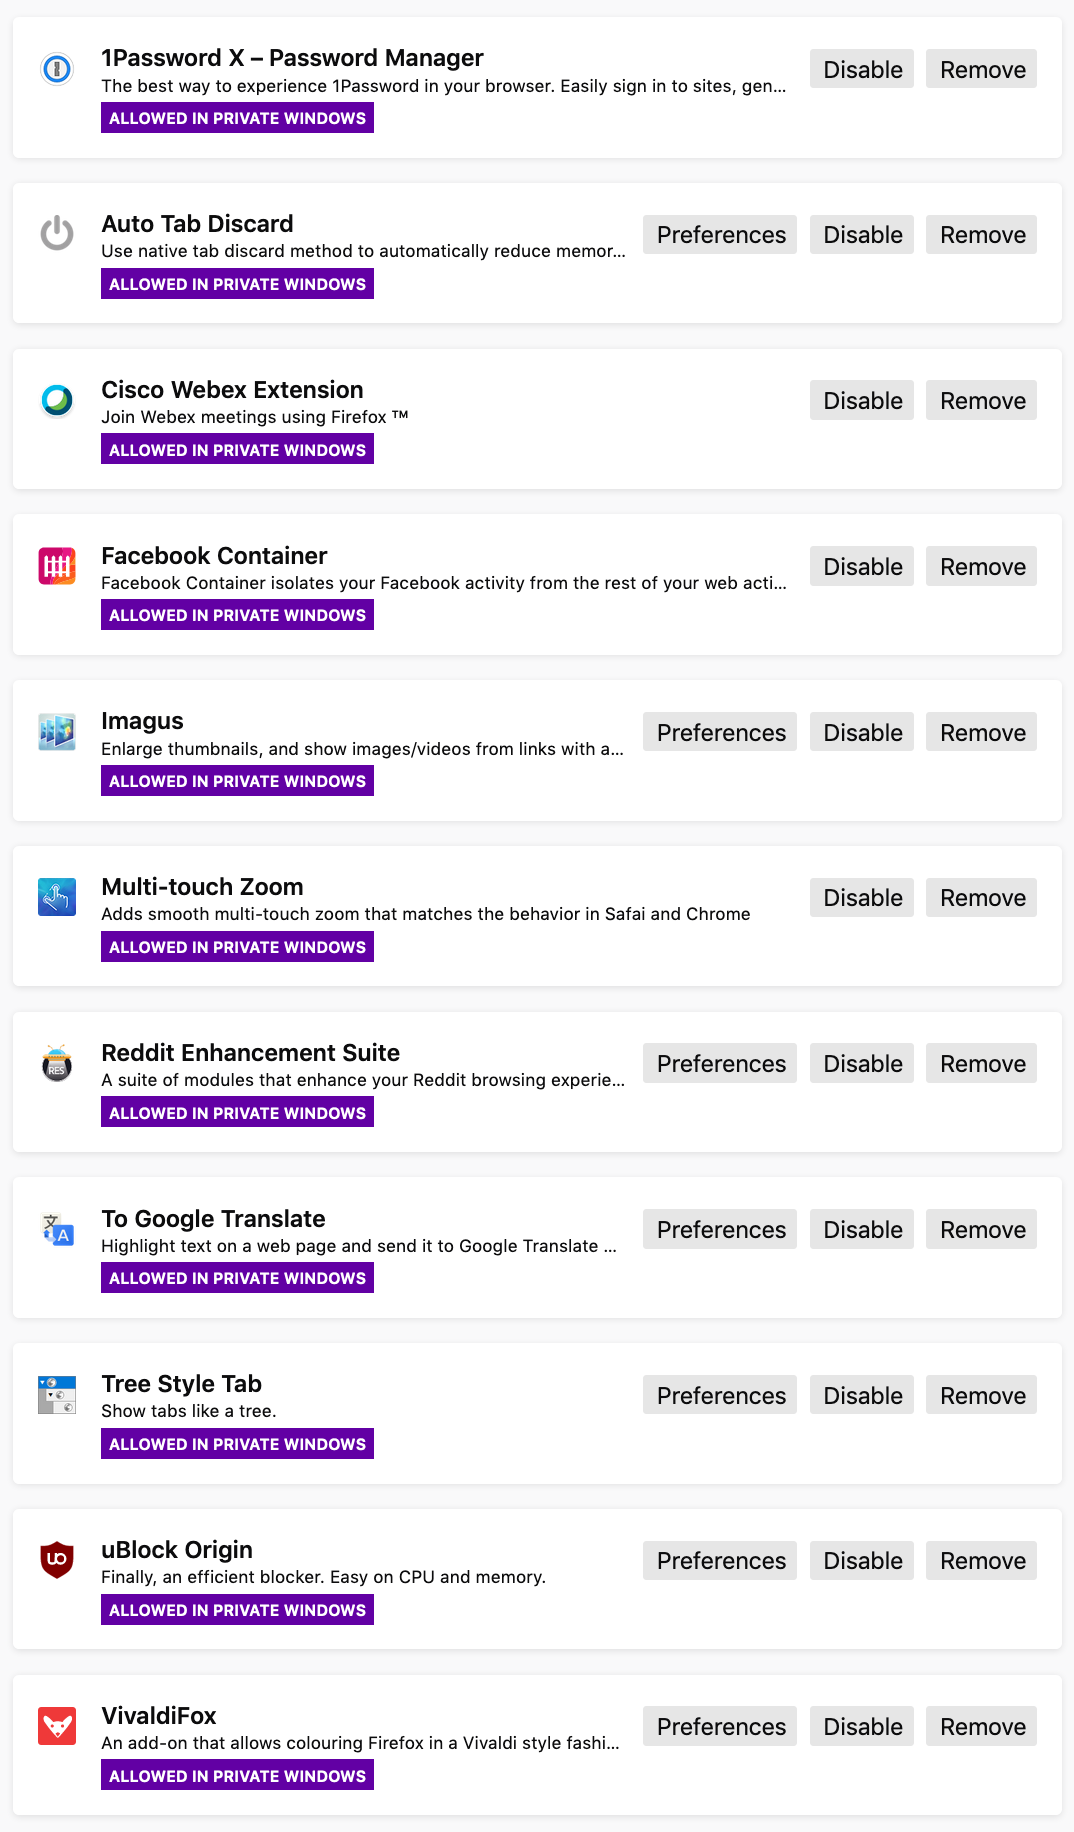 1Password X – Password Manager
The best way to experience 1Password in your browser. Easily sign in to sites, gen...
Disable Remove
ALLOWED IN PRIVATE WINDOWS
Auto Tab Discard
Use native tab discard method to automatically reduce memor...
Preferences Disable Remove
ALLOWED IN PRIVATE WINDOWS
Cisco Webex Extension
Join Webex meetings using Firefox ™
Disable Remove
ALLOWED IN PRIVATE WINDOWS
Facebook Container
Facebook Container isolates your Facebook activity from the rest of your web acti...
Disable Remove
ALLOWED IN PRIVATE WINDOWS
Imagus
Enlarge thumbnails, and show images/videos from links with a...
Preferences Disable Remove
ALLOWED IN PRIVATE WINDOWS
Multi-touch Zoom
Adds smooth multi-touch zoom that matches the behavior in Safai and Chrome
Disable Remove
ALLOWED IN PRIVATE WINDOWS
RES
Reddit Enhancement Suite
A suite of modules that enhance your Reddit browsing experie...
Preferences Disable Remove
ALLOWED IN PRIVATE WINDOWS
文 A
To Google Translate
Highlight text on a web page and send it to Google Translate ...
Preferences Disable Remove
ALLOWED IN PRIVATE WINDOWS
Tree Style Tab
Show tabs like a tree.
Preferences Disable Remove
ALLOWED IN PRIVATE WINDOWS
uO
uBlock Origin
Finally, an efficient blocker. Easy on CPU and memory.
Preferences Disable Remove
ALLOWED IN PRIVATE WINDOWS
VivaldiFox
An add-on that allows colouring Firefox in a Vivaldi style fashi...
Preferences Disable Remove
ALLOWED IN PRIVATE WINDOWS